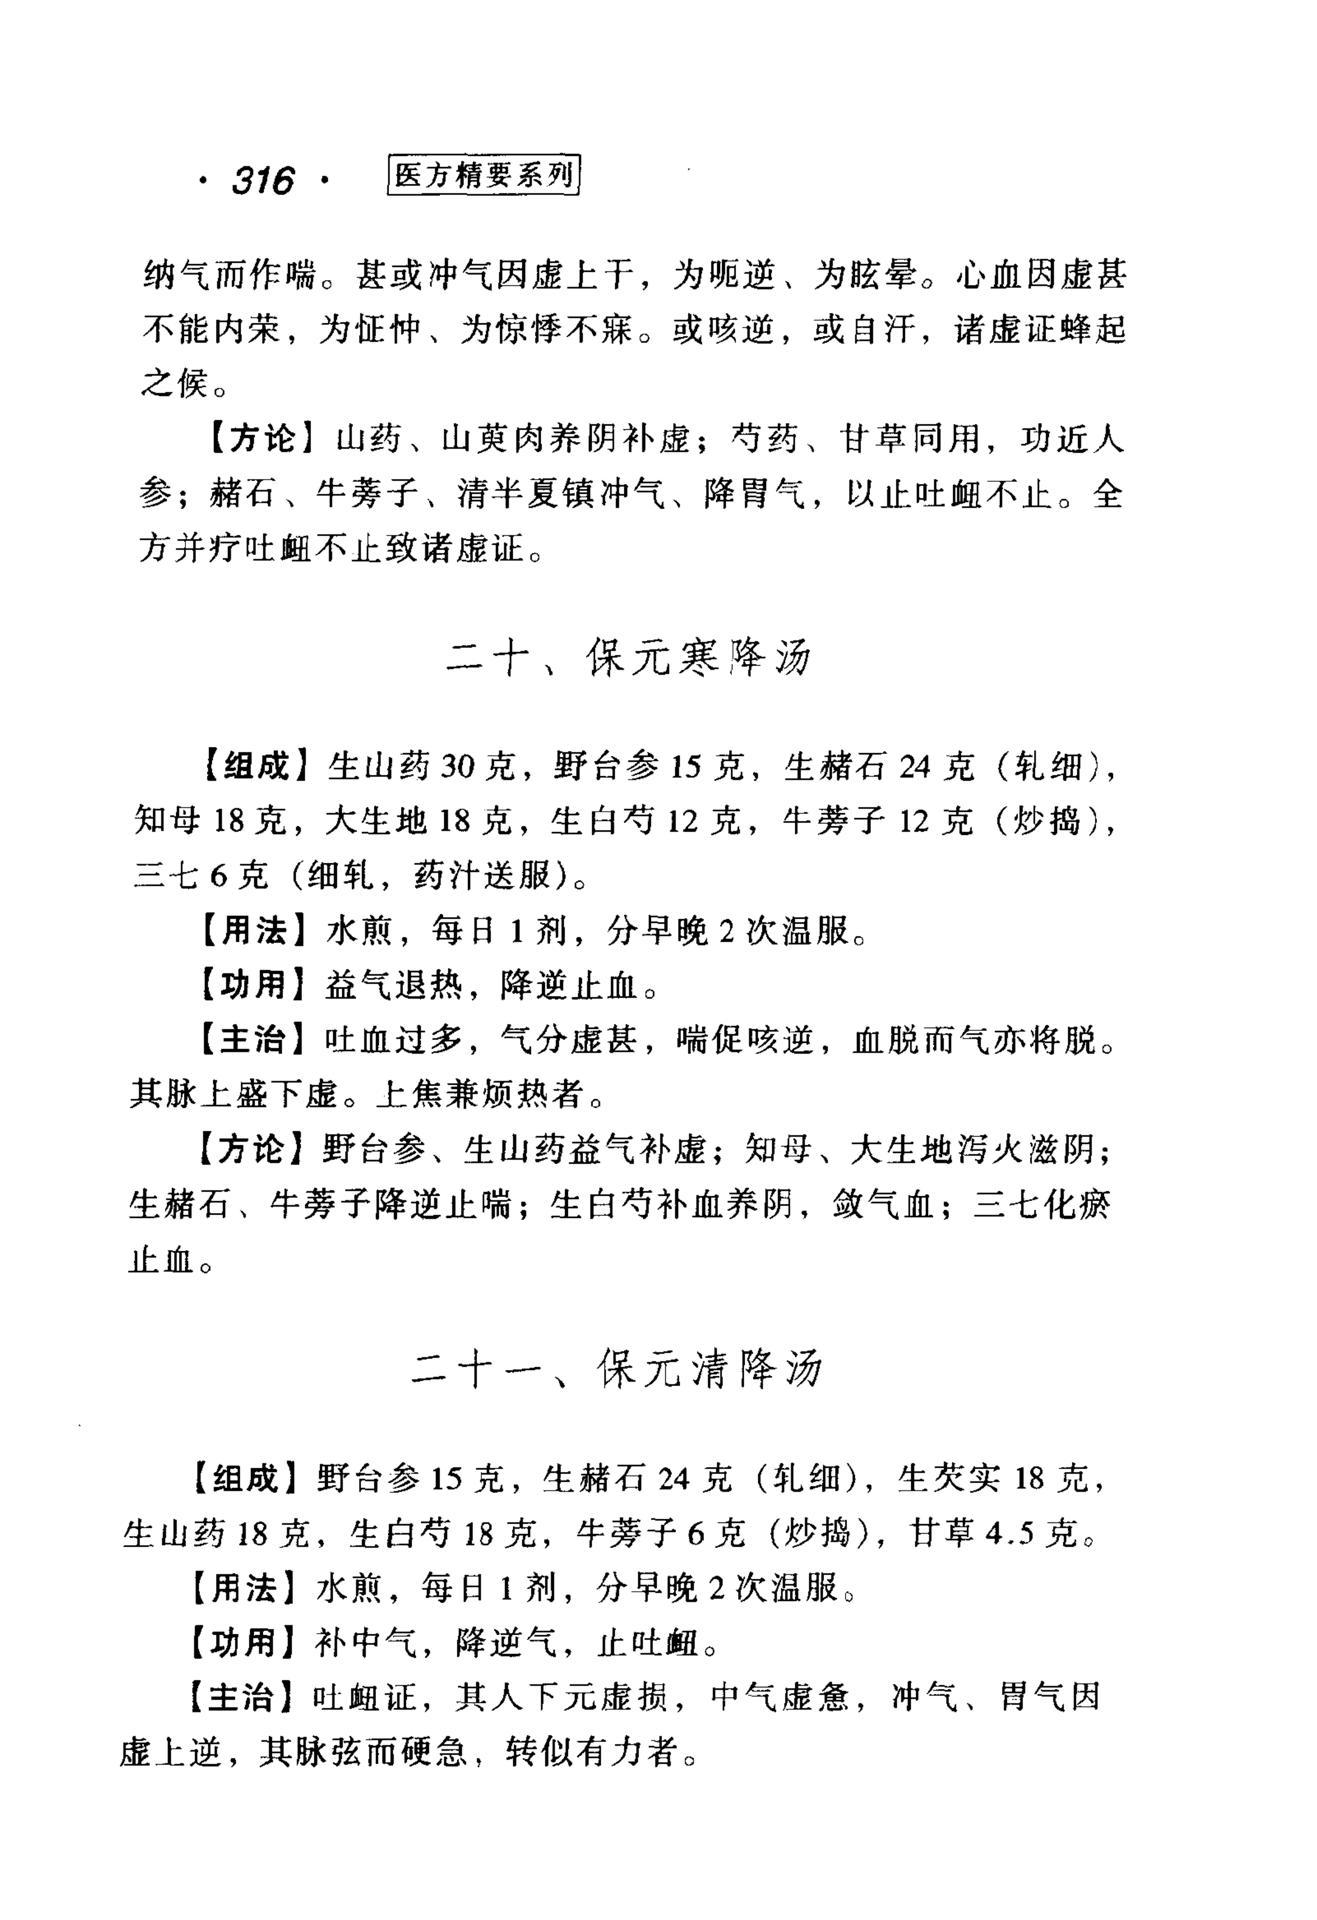 · 316 · 医方精要系列
纳气而作喘。甚或冲气因虚上干，为呃逆、为眩晕。心血因虚甚
不能内荣，为怔忡、为惊悸不寐。或咳逆，或自汗，诸虚证蜂起
之候。
【方论】山药、山萸肉养阴补虚；芍药、甘草同用，功近人
参；赭石、牛蒡子、清半夏镇冲气、降胃气，以止吐衄不止。全
方并疗吐衄不止致诸虚证。
二十、保元寒降汤
【组成】生山药 30 克，野台参 15 克，生赭石 24 克（轧细），
知母 18 克，大生地 18 克，生白芍 12 克，牛蒡子 12 克（炒捣），
三七 6 克（细轧，药汁送服）。
【用法】水煎，每日 1 剂，分早晚 2 次温服。
【功用】益气退热，降逆止血。
【主治】吐血过多，气分虚甚，喘促咳逆，血脱而气亦将脱。
其脉上盛下虚。上焦兼烦热者。
【方论】野台参、生山药益气补虚；知母、大生地泻火滋阴；
生赭石、牛蒡子降逆止喘；生白芍补血养阴，敛气血；三七化瘀
止血。
二十一、保元清降汤
【组成】野台参 15 克，生赭石 24 克（轧细），生芡实 18 克，
生山药 18 克，生白芍 18 克，牛蒡子 6 克（炒捣），甘草 4.5 克。
【用法】水煎，每日 1 剂，分早晚 2 次温服。
【功用】补中气，降逆气，止吐衄。
【主治】吐衄证，其人下元虚损，中气虚惫，冲气、胃气因
虚上逆，其脉弦而硬急，转似有力者。